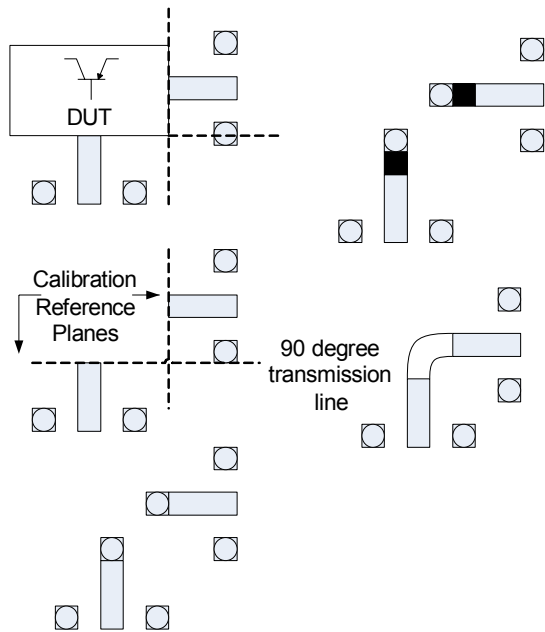 DUT
Calibration
Reference
Planes
90 degree
transmission
line